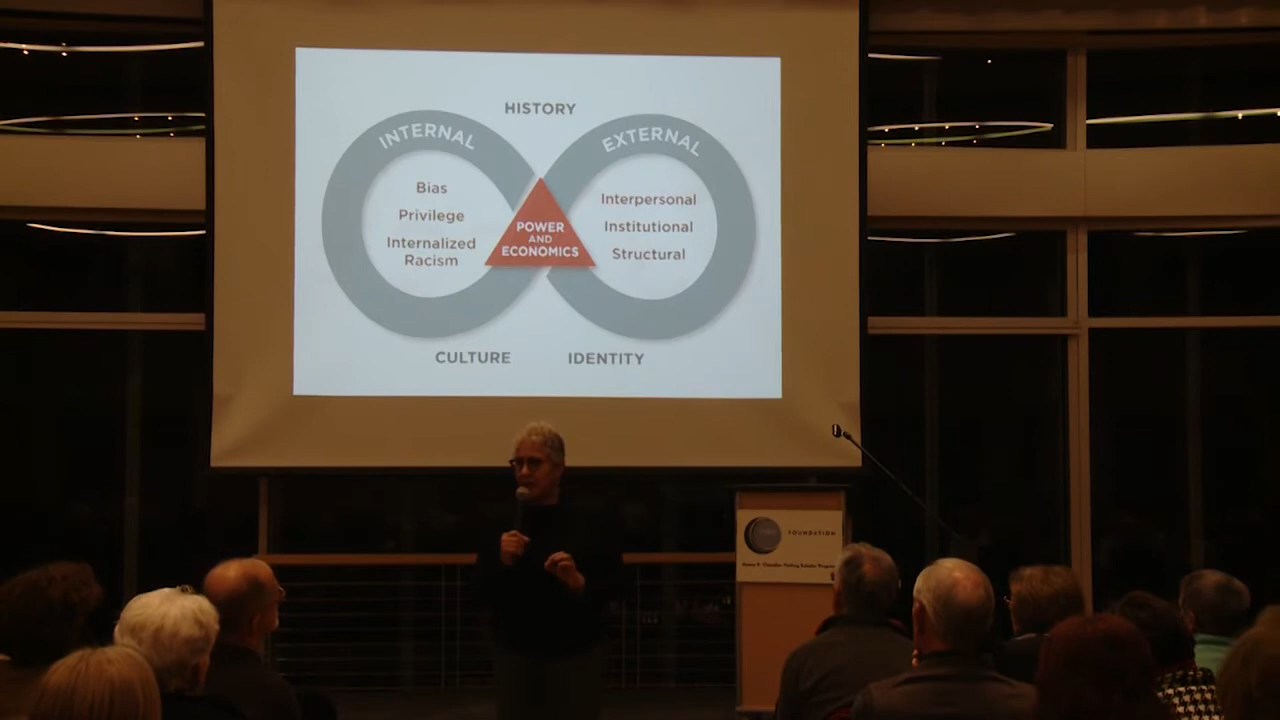 HISTORY
INTERNAL
EXTERNAL
Bias
Privilege
Internalized
Racism
POWER
AND
ECONOMICS
Interpersonal
Institutional
Structural
CULTURE
IDENTITY
FOUNDATION